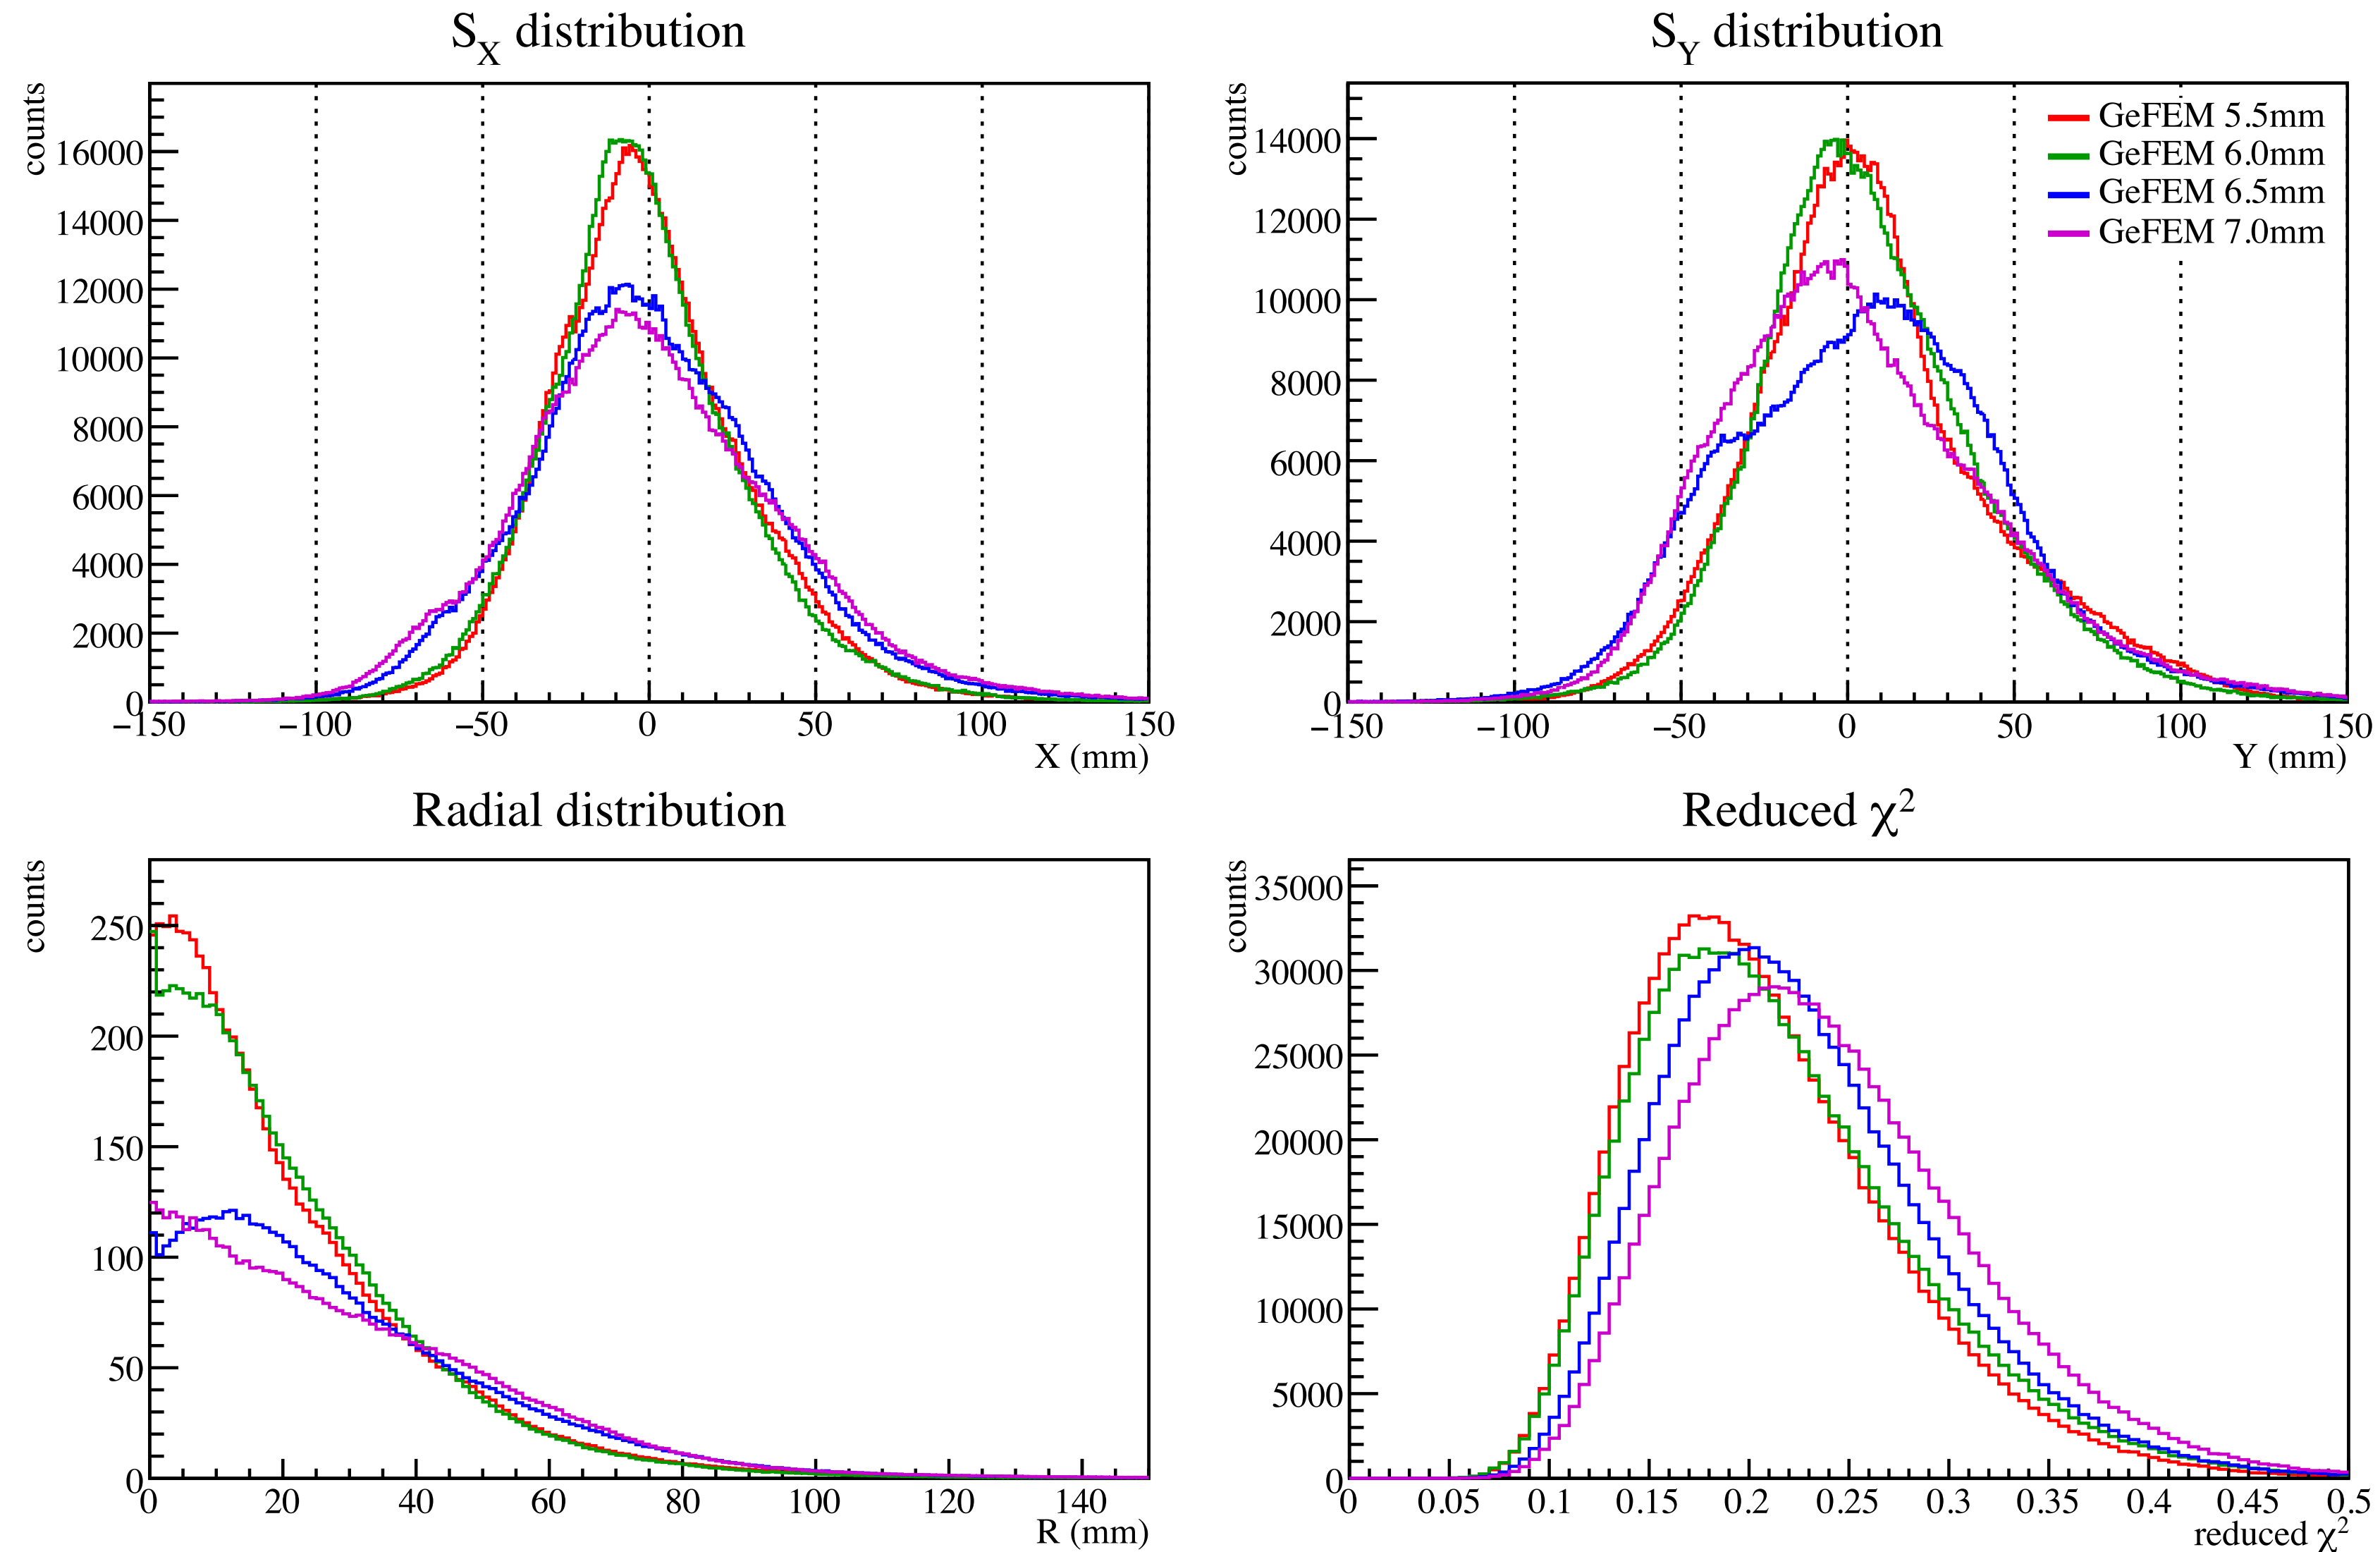 S_X distribution
counts
16000
14000
12000
10000
8000
6000
4000
2000
0
−150 −100 −50 0 50 100 150
X (mm)
S_Y distribution
counts
GeFEM 5.5mm
GeFEM 6.0mm
GeFEM 6.5mm
GeFEM 7.0mm
14000
12000
10000
8000
6000
4000
2000
0
−150 −100 −50 0 50 100 150
Y (mm)
Radial distribution
counts
250
200
150
100
50
0
0 20 40 60 80 100 120 140
R (mm)
Reduced χ²
counts
35000
30000
25000
20000
15000
10000
5000
0
0 0.05 0.1 0.15 0.2 0.25 0.3 0.35 0.4 0.45 0.5
reduced χ²